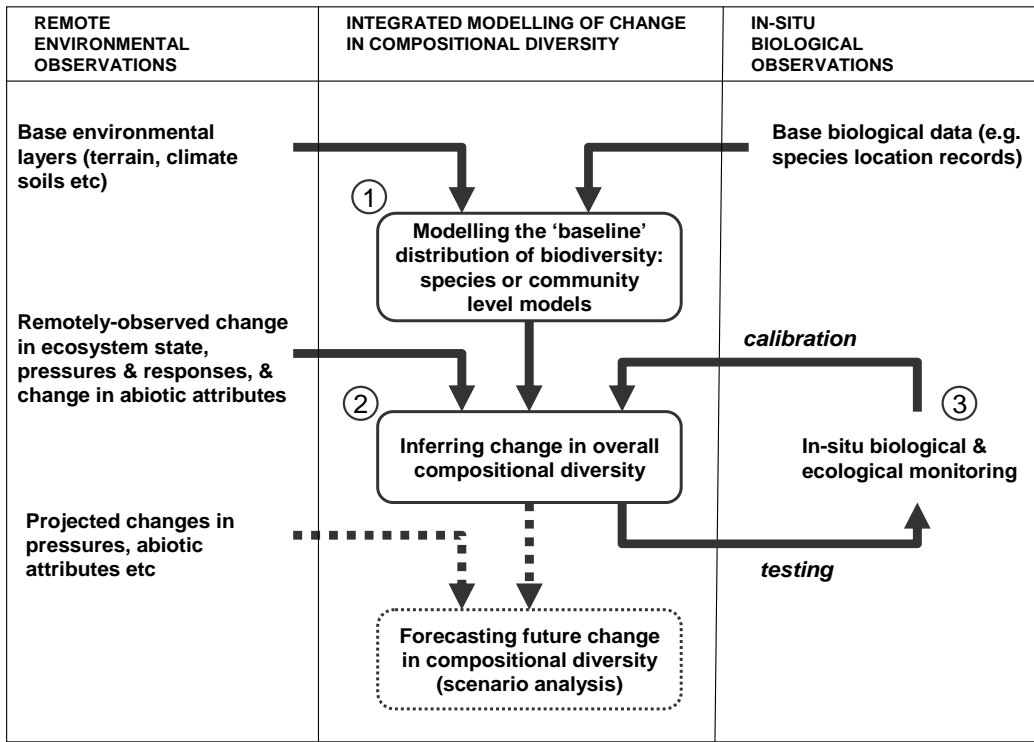 REMOTE
ENVIRONMENTAL
OBSERVATIONS
INTEGRATED MODELLING OF CHANGE
IN COMPOSITIONAL DIVERSITY
IN-SITU
BIOLOGICAL
OBSERVATIONS
Base environmental
layers (terrain, climate
soils etc)
Base biological data (e.g.
species location records)
1
Modelling the ‘baseline’
distribution of biodiversity:
species or community
level models
Remotely-observed change
in ecosystem state,
pressures & responses, &
change in abiotic attributes
calibration
2
Inferring change in overall
compositional diversity
3
In-situ biological &
ecological monitoring
Projected changes in
pressures, abiotic
attributes etc
testing
Forecasting future change
in compositional diversity
(scenario analysis)